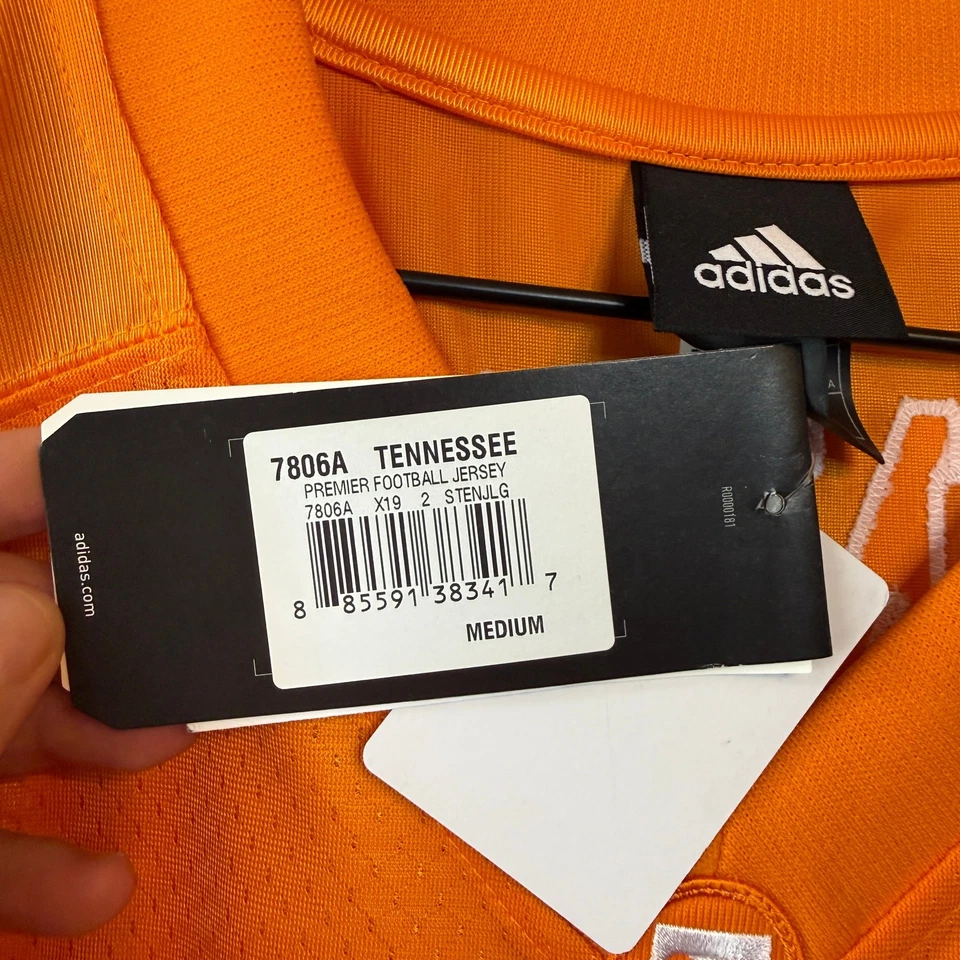 adidas
7806A TENNESSEE
PREMIER FOOTBALL JERSEY
7806A X19 2 STENJLG
8 85591 38341 7
MEDIUM
adidas.com
R0000181
A